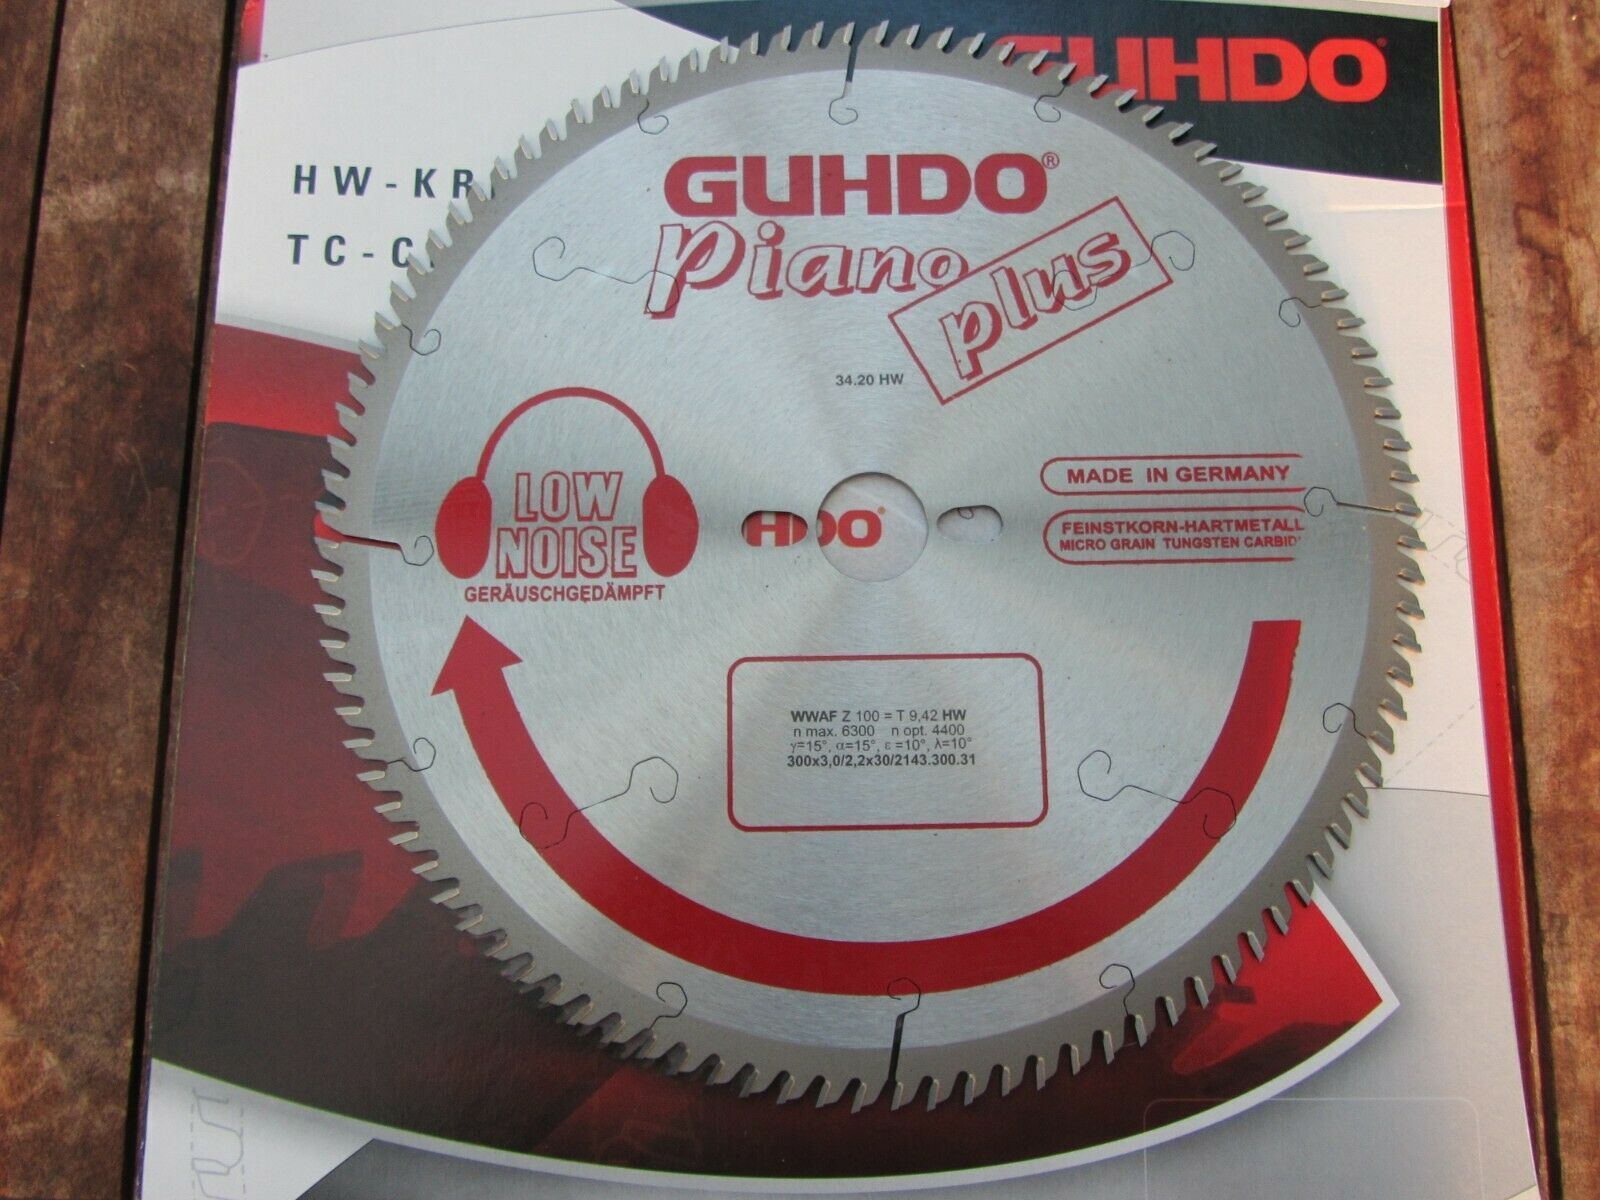 GUHDO®
HW-KR
TC-C
GUHDO®
Piano
plus
34.20 HW
LOW
NOISE
GERÄUSCHGEDÄMPFT
HDO®
MADE IN GERMANY
FEINSTKORN-HARTMETALL
MICRO GRAIN TUNGSTEN CARBID
WWAF Z 100 = T 9,42 HW
n max. 6300 n opt. 4400
γ=15°, α=15°, ε=10°, λ=10°
300x3,0/2,2x30/2143.300.31